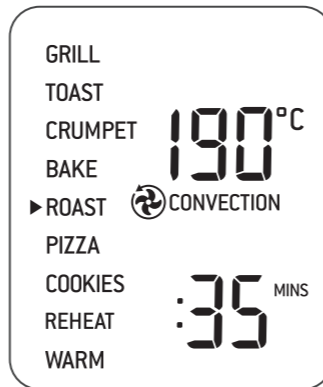 GRILL
TOAST
CRUMPET
190°C
BAKE
▶ROAST CONVECTION
PIZZA
COOKIES
:35 MINS
REHEAT
WARM